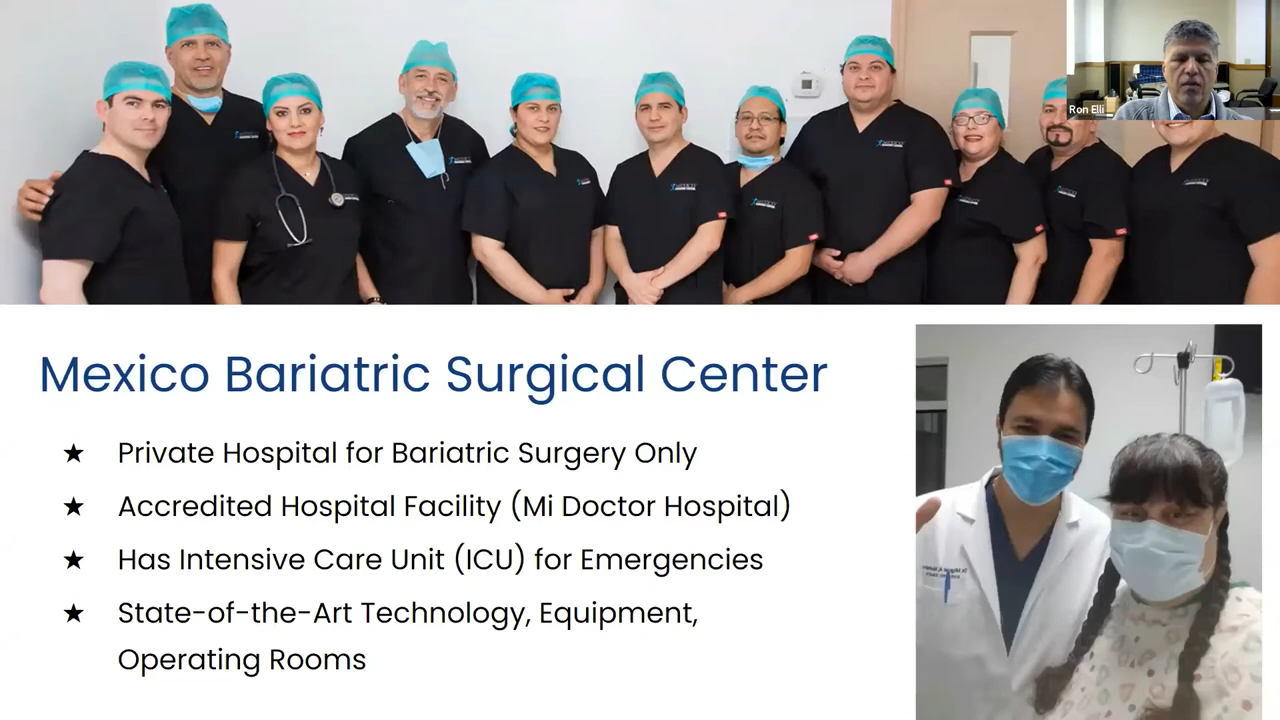 Ron Elli
Mexico Bariatric Surgical Center
★ Private Hospital for Bariatric Surgery Only
★ Accredited Hospital Facility (Mi Doctor Hospital)
★ Has Intensive Care Unit (ICU) for Emergencies
★ State-of-the-Art Technology, Equipment,
Operating Rooms